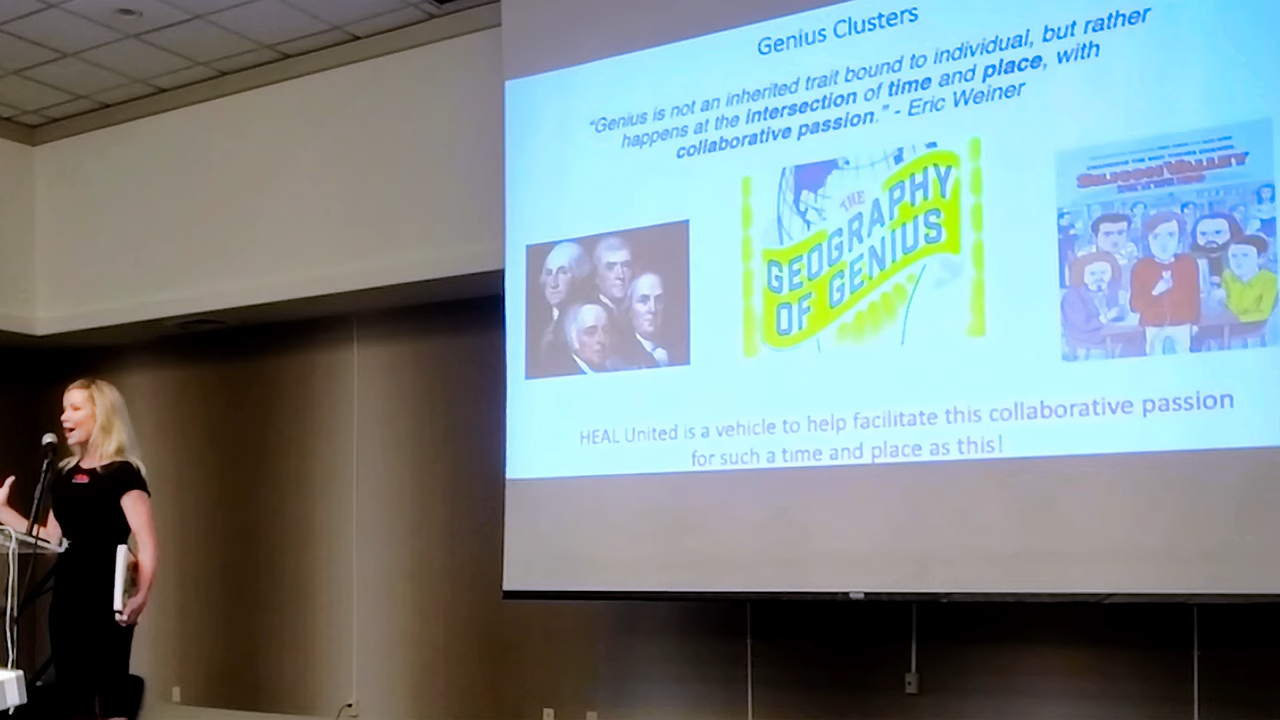 Genius Clusters
"Genius is not an inherited trait bound to individual, but rather
happens at the intersection of time and place, with
collaborative passion." - Eric Weiner
THE
GEOGRAPHY
OF GENIUS
SILICON VALLEY
HEAL United is a vehicle to help facilitate this collaborative passion
for such a time and place as this!